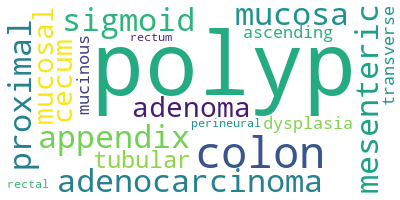 sigmoid
mucosa
ascending
rectum
polyp
proximal
mucosal
cecum
mucinous
mesenteric
transverse
adenoma
perineural
dysplasia
appendix
tubular
colon
rectal
adenocarcinoma